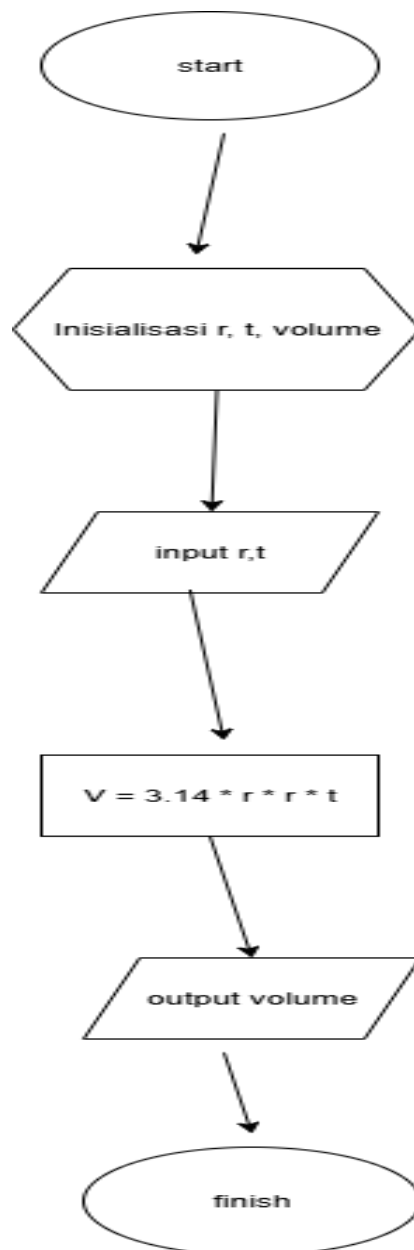 start
Inisialisasi r, t, volume
input r,t
V = 3.14 * r * r * t
output volume
finish